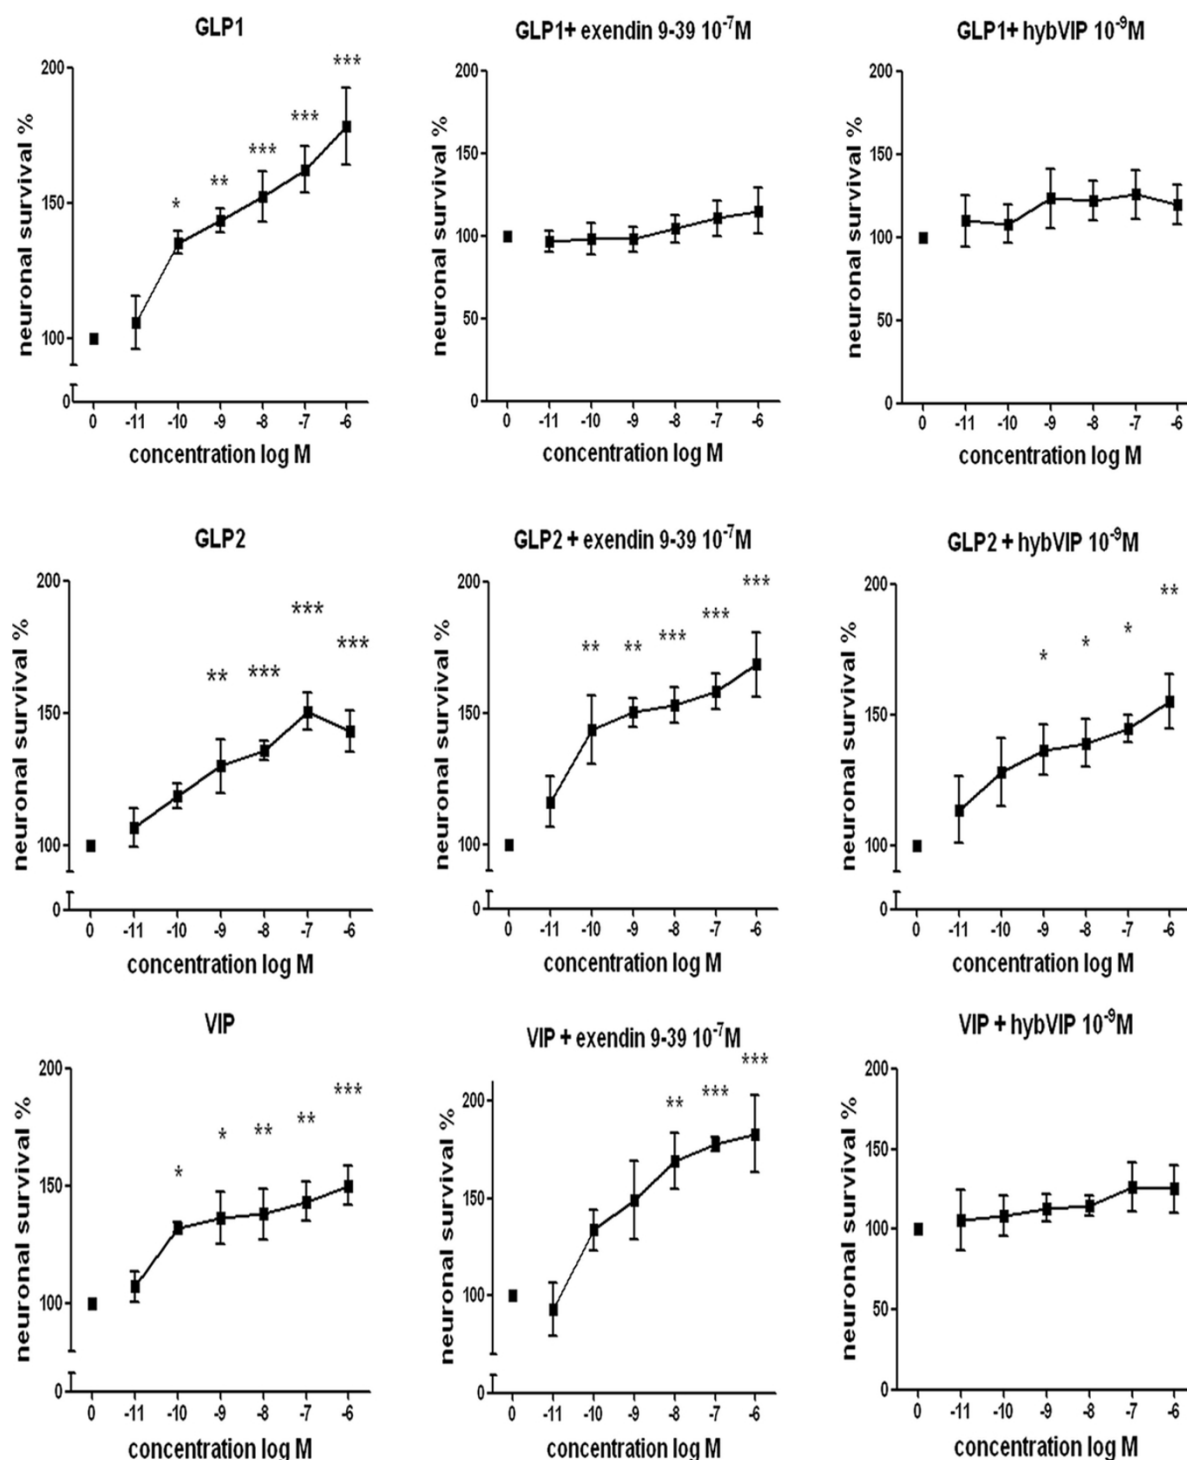 GLP1
neuronal survival %
200
150
100
0
* ** *** *** ***
0 -11 -10 -9 -8 -7 -6
concentration log M
GLP1+ exendin 9-39 10⁻⁷M
neuronal survival %
200
150
100
50
0
0 -11 -10 -9 -8 -7 -6
concentration log M
GLP1+ hybVIP 10⁻⁹M
neuronal survival %
200
150
100
50
0
0 -11 -10 -9 -8 -7 -6
concentration log M
GLP2
neuronal survival %
200
150
100
0
** *** *** ***
0 -11 -10 -9 -8 -7 -6
concentration log M
GLP2 + exendin 9-39 10⁻⁷M
neuronal survival %
200
150
100
0
** ** *** *** ***
0 -11 -10 -9 -8 -7 -6
concentration log M
GLP2 + hybVIP 10⁻⁹M
neuronal survival %
200
150
100
0
* * * **
0 -11 -10 -9 -8 -7 -6
concentration log M
VIP
neuronal survival %
200
150
100
0
* * ** ** ***
0 -11 -10 -9 -8 -7 -6
concentration log M
VIP + exendin 9-39 10⁻⁷M
neuronal survival %
200
150
100
0
** *** ***
0 -11 -10 -9 -8 -7 -6
concentration log M
VIP + hybVIP 10⁻⁹M
neuronal survival %
200
150
100
50
0
0 -11 -10 -9 -8 -7 -6
concentration log M